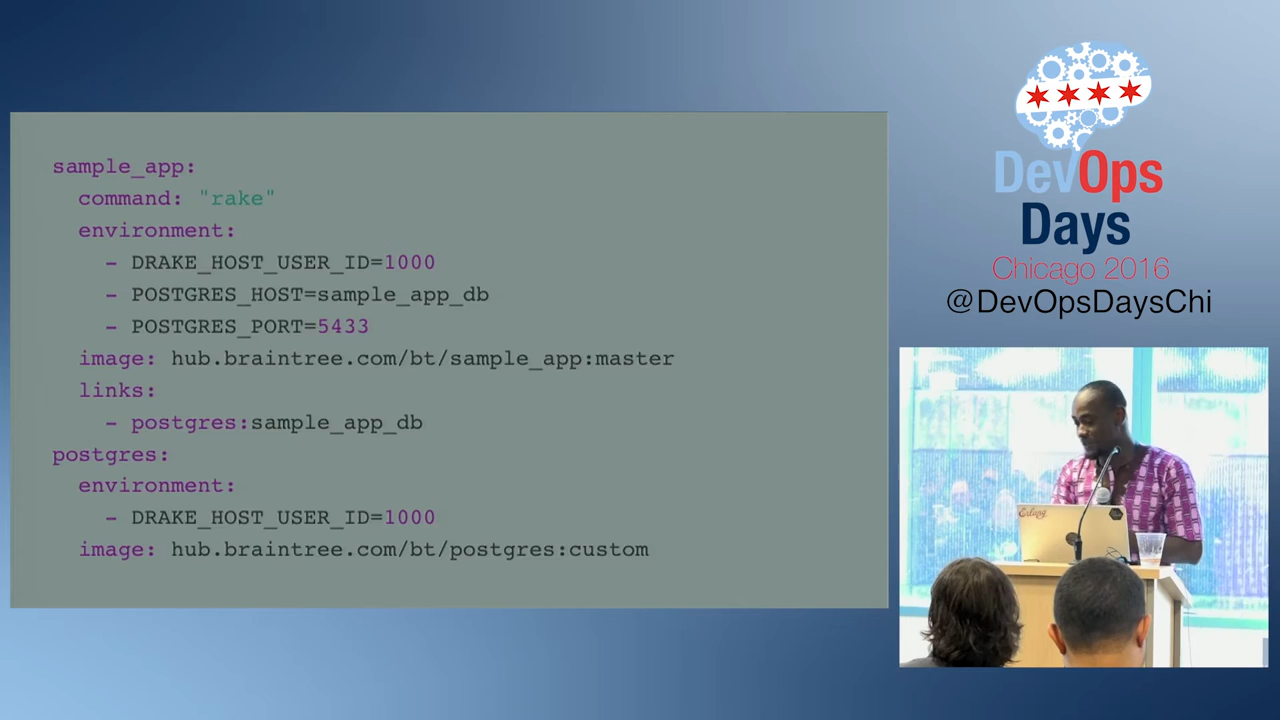 sample_app:
command: "rake"
environment:
- DRAKE_HOST_USER_ID=1000
- POSTGRES_HOST=sample_app_db
- POSTGRES_PORT=5433
image: hub.braintree.com/bt/sample_app:master
links:
- postgres:sample_app_db
postgres:
environment:
- DRAKE_HOST_USER_ID=1000
image: hub.braintree.com/bt/postgres:custom
DevOps
Days
Chicago 2016
@DevOpsDaysChi
Erlang